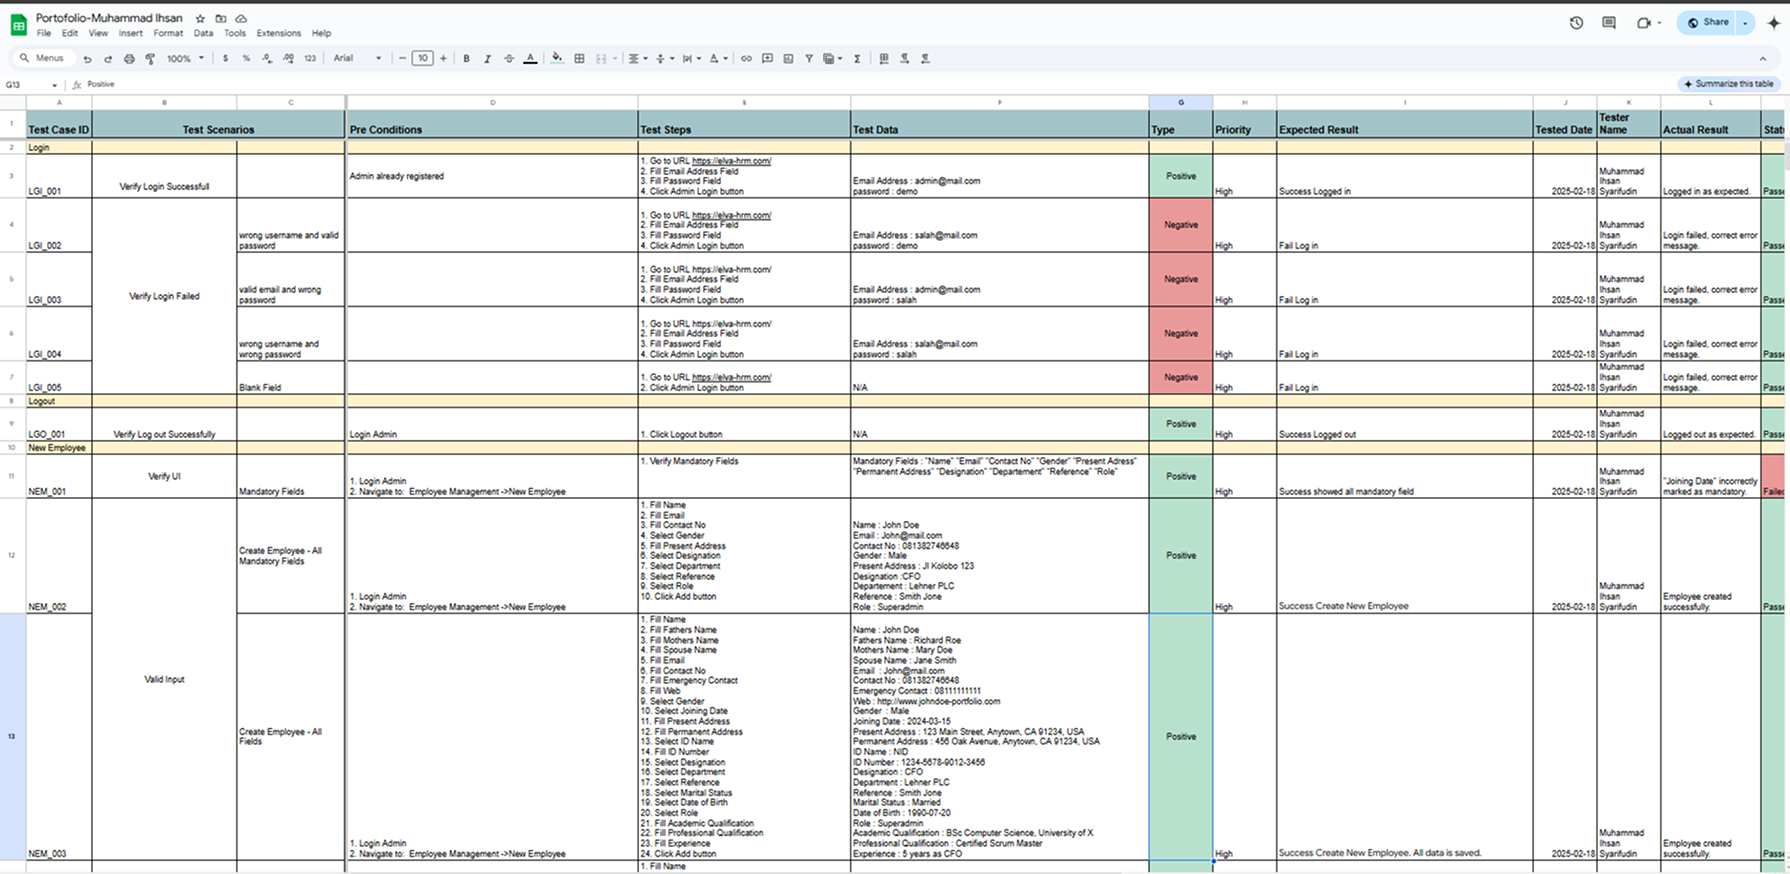 Portofolio-Muhammad Ihsan
File Edit View Insert Format Data Tools Extensions Help
Share
Menus 100% $ % .0 .00 123 Arial 10 B I A
G13 fx Positive
Summarize this table
A B C D E F G H I J K L
1 Test Case ID Test Scenarios Pre Conditions Test Steps Test Data Type Priority Expected Result Tested Date Tester Name Actual Result Stat
2 Login
3 LGI_001
Verify Login Successfull
Admin already registered
1. Go to URL https://elva-hrm.com/
2. Fill Email Address Field
3. Fill Password Field
4. Click Admin Login button
Email Address : admin@mail.com
password : demo
Positive
High
Success Logged in
2025-02-18
Muhammad
Ihsan
Syarifudin
Logged in as expected.
Passe
4 LGI_002
Verify Login Failed
wrong username and valid
password
1. Go to URL https://elva-hrm.com/
2. Fill Email Address Field
3. Fill Password Field
4. Click Admin Login button
Email Address : salah@mail.com
password : demo
Negative
High
Fail Log in
2025-02-18
Muhammad
Ihsan
Syarifudin
Login failed, correct error
message.
Passe
5 LGI_003
valid email and wrong
password
1. Go to URL https://elva-hrm.com/
2. Fill Email Address Field
3. Fill Password Field
4. Click Admin Login button
Email Address : admin@mail.com
password : salah
Negative
High
Fail Log in
2025-02-18
Muhammad
Ihsan
Syarifudin
Login failed, correct error
message.
Passe
6 LGI_004
wrong username and
wrong password
1. Go to URL https://elva-hrm.com/
2. Fill Email Address Field
3. Fill Password Field
4. Click Admin Login button
Email Address : salah@mail.com
password : salah
Negative
High
Fail Log in
2025-02-18
Muhammad
Ihsan
Syarifudin
Login failed, correct error
message.
Passe
7 LGI_005
Blank Field
1. Go to URL https://elva-hrm.com/
2. Click Admin Login button
N/A
Negative
High
Fail Log in
2025-02-18
Muhammad
Ihsan
Syarifudin
Login failed, correct error
message.
Passe
8 Logout
9 LGO_001
Verify Log out Successfully
Login Admin
1. Click Logout button
N/A
Positive
High
Success Logged out
2025-02-18
Muhammad
Ihsan
Syarifudin
Logged out as expected.
Passe
10 New Employee
11 NEM_001
Verify UI
Mandatory Fields
1. Login Admin
2. Navigate to: Employee Management ->New Employee
1. Verify Mandatory Fields
Mandatory Fields : "Name" "Email" "Contact No" "Gender" "Present Adress"
"Permanent Address" "Designation" "Departement" "Reference" "Role"
Positive
High
Success showed all mandatory field
2025-02-18
Muhammad
Ihsan
Syarifudin
"Joining Date" incorrectly
marked as mandatory.
Failed
12 NEM_002
Valid Input
Create Employee - All
Mandatory Fields
1. Login Admin
2. Navigate to: Employee Management ->New Employee
1. Fill Name
2. Fill Email
3. Fill Contact No
4. Select Gender
5. Fill Present Address
6. Select Designation
7. Select Department
8. Select Reference
9. Select Role
10. Click Add button
Name : John Doe
Email : John@mail.com
Contact No : 081382746648
Gender : Male
Present Address : Jl Kolobo 123
Designation :CFO
Departement : Lehner PLC
Reference : Smith Jone
Role : Superadmin
Positive
High
Success Create New Employee
2025-02-18
Muhammad
Ihsan
Syarifudin
Employee created
successfully.
Passe
13 NEM_003
Create Employee - All
Fields
1. Login Admin
2. Navigate to: Employee Management ->New Employee
1. Fill Name
2. Fill Fathers Name
3. Fill Mothers Name
4. Fill Spouse Name
5. Fill Email
6. Fill Contact No
7. Fill Emergency Contact
8. Fill Web
9. Select Gender
10. Select Joining Date
11. Fill Present Address
12. Fill Permanent Address
13. Select ID Name
14. Fill ID Number
15. Select Designation
16. Select Department
17. Select Reference
18. Select Marital Status
19. Select Date of Birth
20. Select Role
21. Fill Academic Qualification
22. Fill Professional Qualification
23. Fill Experience
24. Click Add button
Name : John Doe
Fathers Name : Richard Roe
Mothers Name : Mary Doe
Spouse Name : Jane Smith
Email : John@mail.com
Contact No : 081382746648
Emergency Contact : 08111111111
Web : http://www.johndoe-portfolio.com
Gender : Male
Joining Date : 2024-03-15
Present Address : 123 Main Street, Anytown, CA 91234, USA
Permanent Address : 456 Oak Avenue, Anytown, CA 91234, USA
ID Name : NID
ID Number : 1234-5678-9012-3456
Designation : CFO
Department : Lehner PLC
Reference : Smith Jone
Marital Status : Married
Date of Birth : 1990-07-20
Role : Superadmin
Academic Qualification : BSc Computer Science, University of X
Professional Qualification : Certified Scrum Master
Experience : 5 years as CFO
Positive
High
Success Create New Employee. All data is saved.
2025-02-18
Muhammad
Ihsan
Syarifudin
Employee created
successfully.
Passe
1. Fill Name